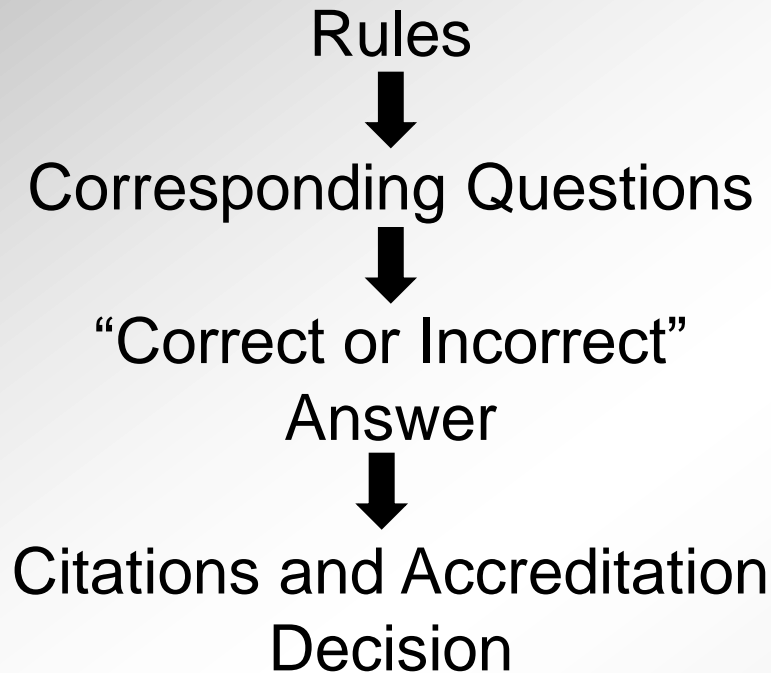 Rules
Corresponding Questions
“Correct or Incorrect”
Answer
Citations and Accreditation
Decision